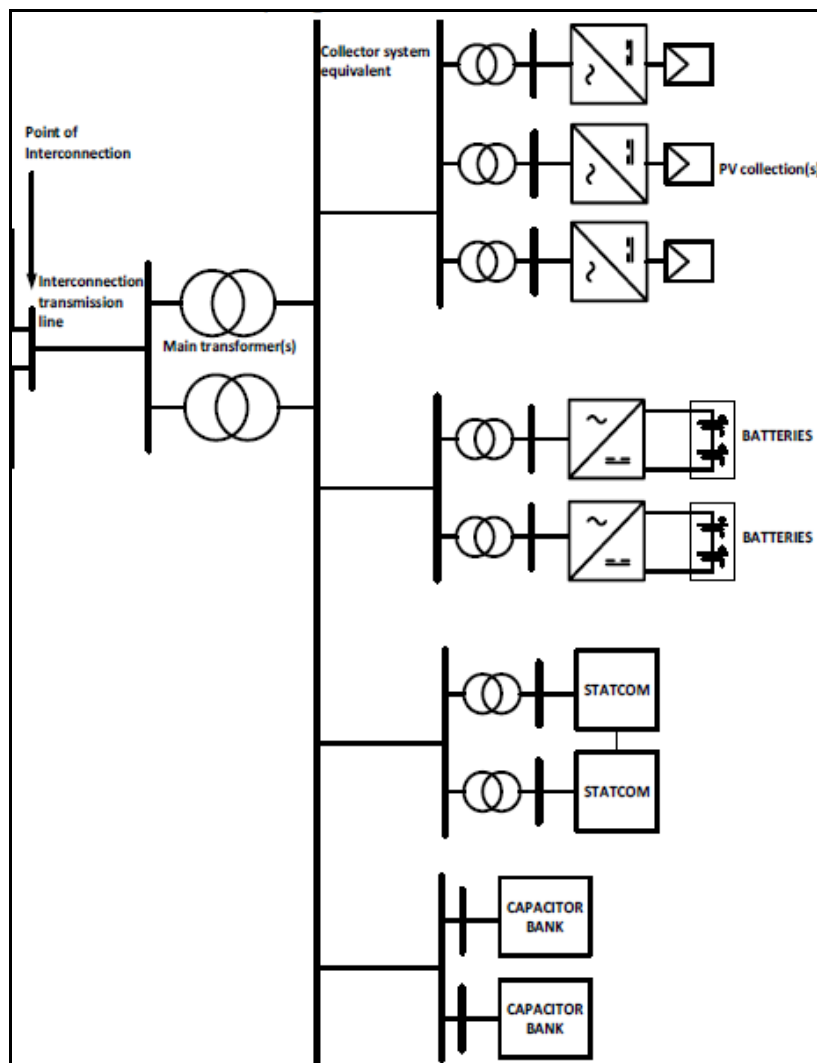 Collector system
equivalent
Point of
Interconnection
PV collection(s)
Interconnection
transmission
line
Main transformer(s)
BATTERIES
BATTERIES
STATCOM
STATCOM
CAPACITOR
BANK
CAPACITOR
BANK